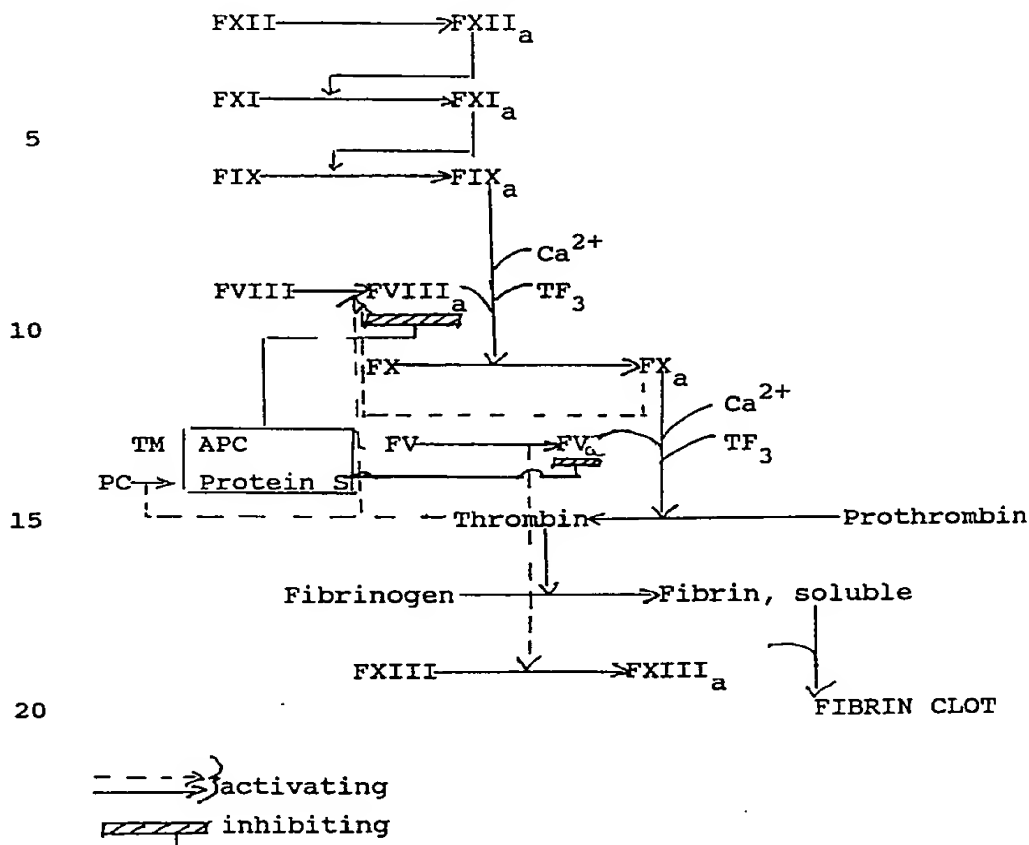 FXII FXIIa
FXI FXIa
5
FIX FIXa
Ca2+
FVIII FVIIIa TF3
10
FX FXa
Ca2+
TM APC FV FVa TF3
PC Protein S
15 Thrombin Prothrombin
Fibrinogen Fibrin, soluble
FXIII FXIIIa
20 FIBRIN CLOT
activating
inhibiting